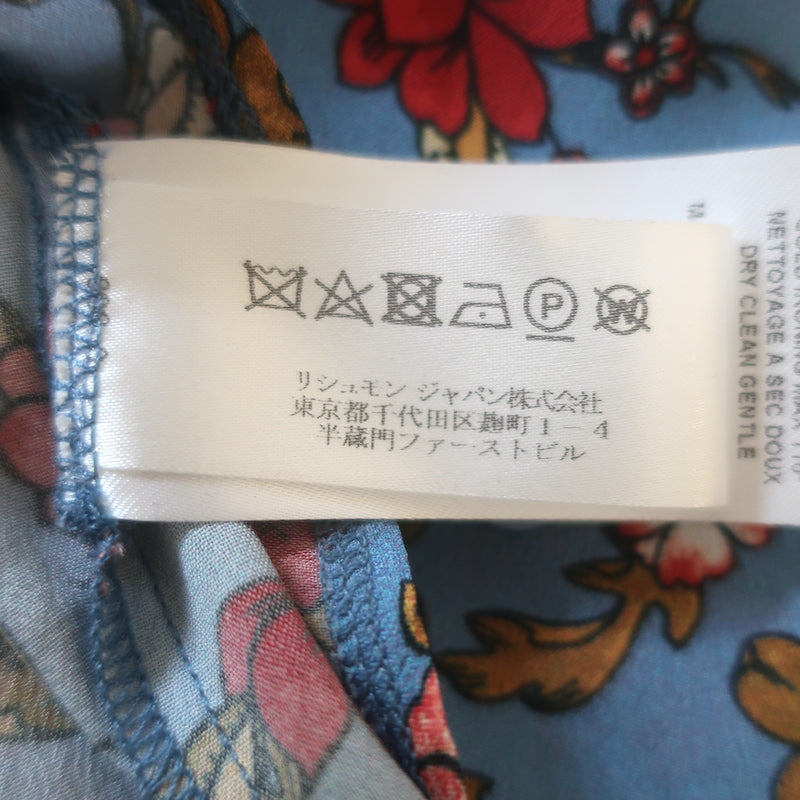 リシュモン ジャパン株式会社
東京都千代田区麹町1-4
半蔵門ファーストビル
NETTOYAGE A SEC DOUX
DRY CLEAN GENTLE